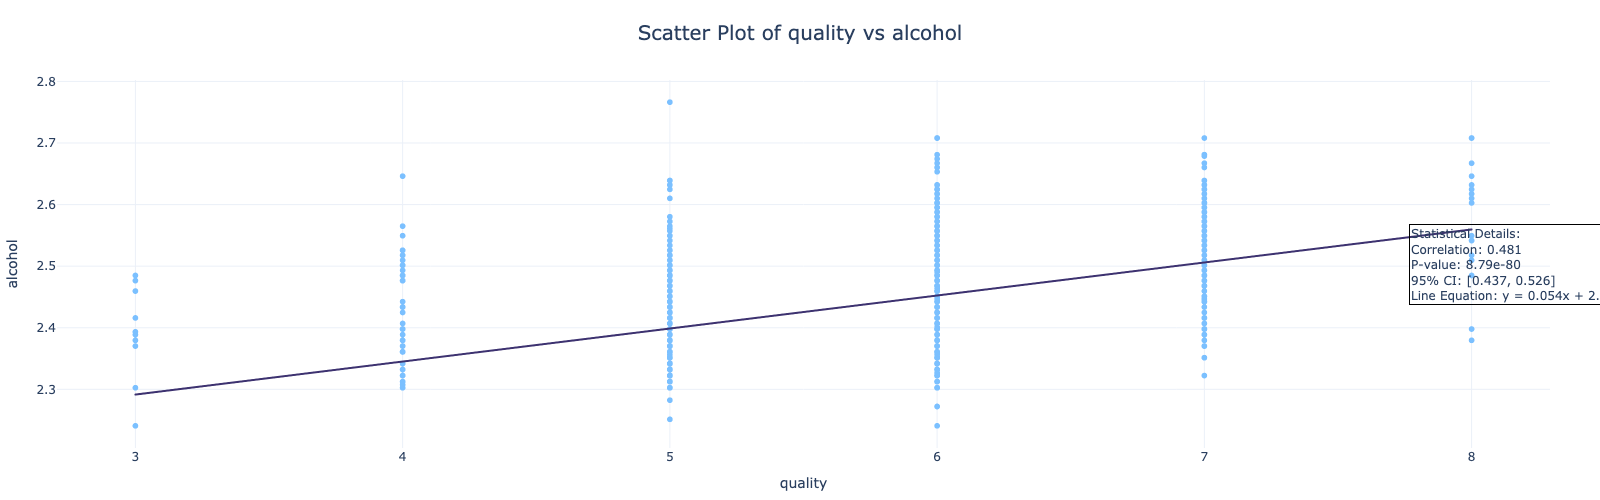 Scatter Plot of quality vs alcohol
2.8
2.7
2.6
2.5
2.4
2.3
alcohol
Statistical Details:
Correlation: 0.481
P-value: 8.79e-80
95% CI: [0.437, 0.526]
Line Equation: y = 0.054x + 2.
3 4 5 6 7 8
quality